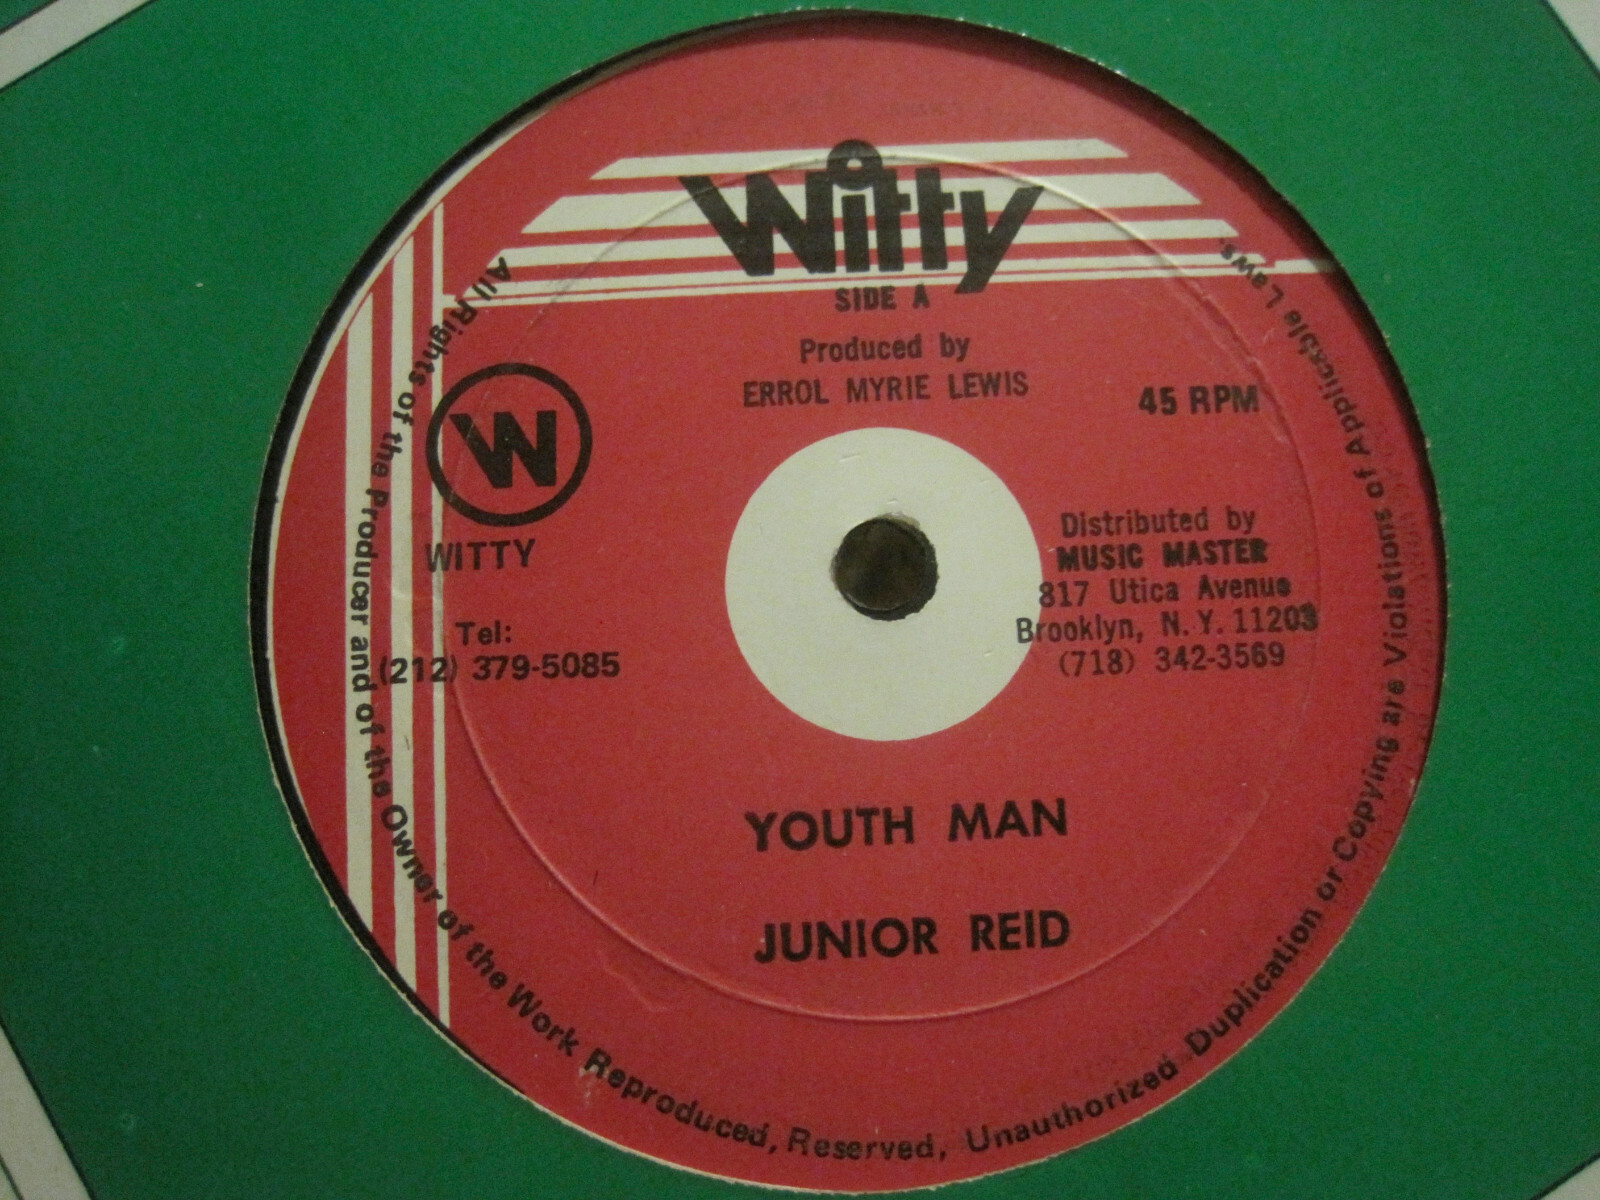 Witty
SIDE A
Produced by
ERROL MYRIE LEWIS
45 RPM
W
WITTY
Tel:
(212) 379-5085
Distributed by
MUSIC MASTER
817 Utica Avenue
Brooklyn, N.Y. 11203
(718) 342-3569
YOUTH MAN
JUNIOR REID
All Rights of the Producer and of the Owner of the Work Reproduced, Reserved, Unauthorized Duplication or Copying are Violations of Applicable Laws.